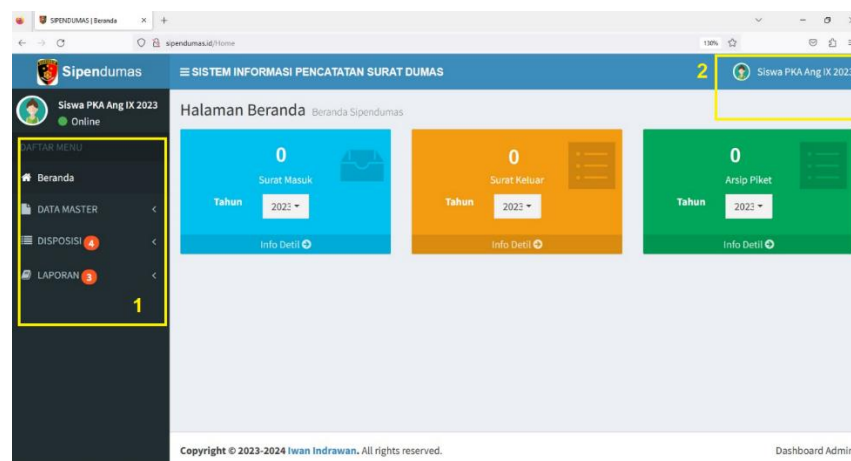 SIPENDUMAS | Beranda
sipendumas.id/Home
130%
Sipendumas
SISTEM INFORMASI PENCATATAN SURAT DUMAS
2
Siswa PKA Ang IX 2023
Siswa PKA Ang IX 2023
Online
Halaman Beranda Beranda Sipendumas
DAFTAR MENU
Beranda
DATA MASTER
DISPOSISI 4
LAPORAN 3
1
0
Surat Masuk
Tahun 2023
Info Detil
0
Surat Keluar
Tahun 2023
Info Detil
0
Arsip Piket
Tahun 2023
Info Detil
Copyright © 2023-2024 Iwan Indrawan. All rights reserved.
Dashboard Admin